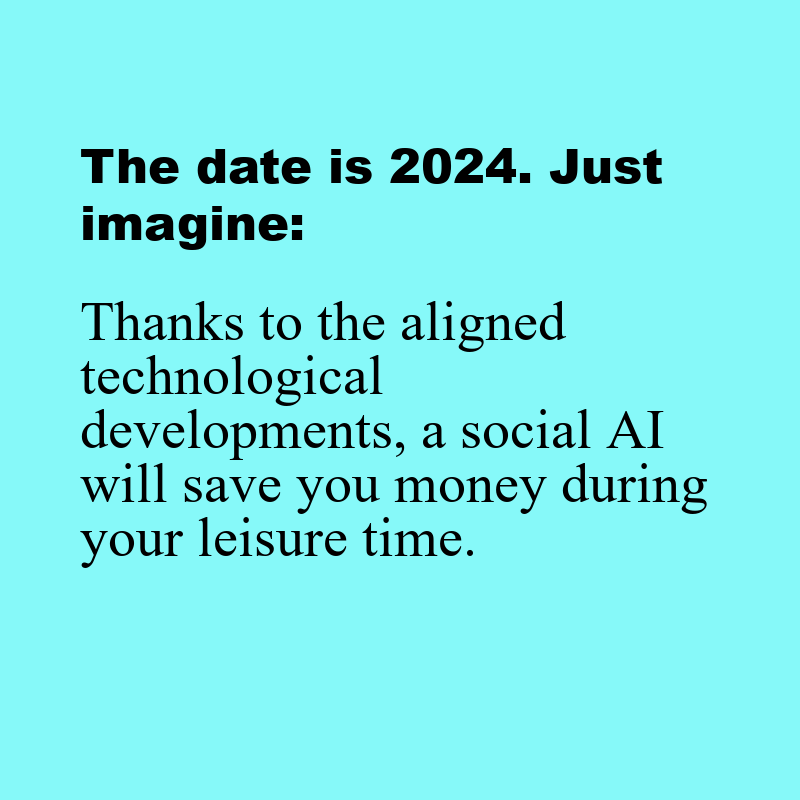 The date is 2024. Just
imagine:
Thanks to the aligned
technological
developments, a social AI
will save you money during
your leisure time.